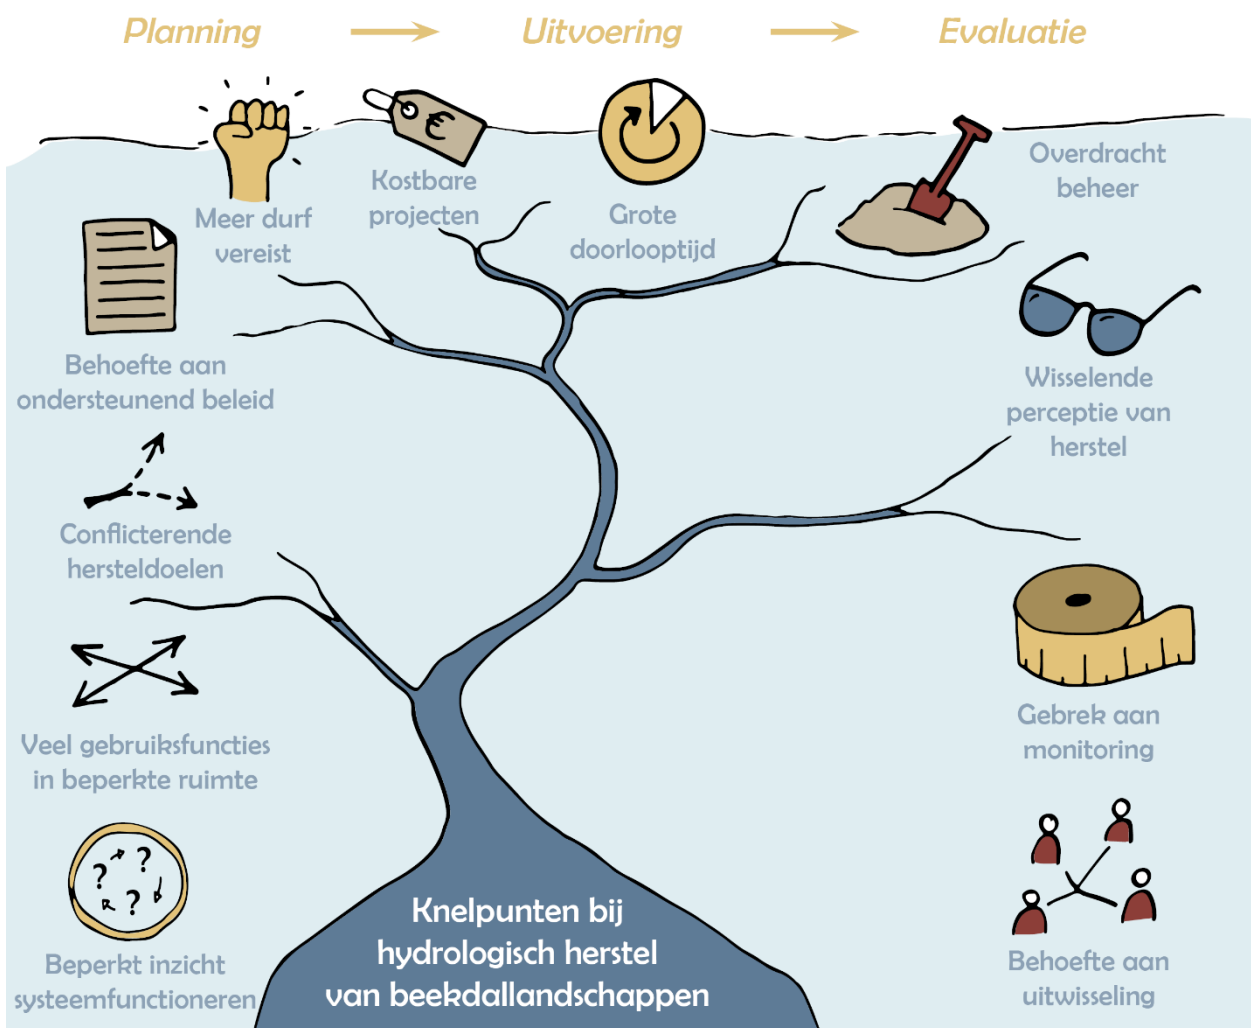 Planning
Uitvoering
Evaluatie
€
Meer durf
vereist
Kostbare
projecten
Grote
doorlooptijd
Overdracht
beheer
Behoefte aan
ondersteunend beleid
Wisselende
perceptie van
herstel
Conflicterende
hersteldoelen
Veel gebruiksfuncties
in beperkte ruimte
Gebrek aan
monitoring
? ?
?
Beperkt inzicht
systeemfunctioneren
Knelpunten bij
hydrologisch herstel
van beekdallandschappen
Behoefte aan
uitwisseling